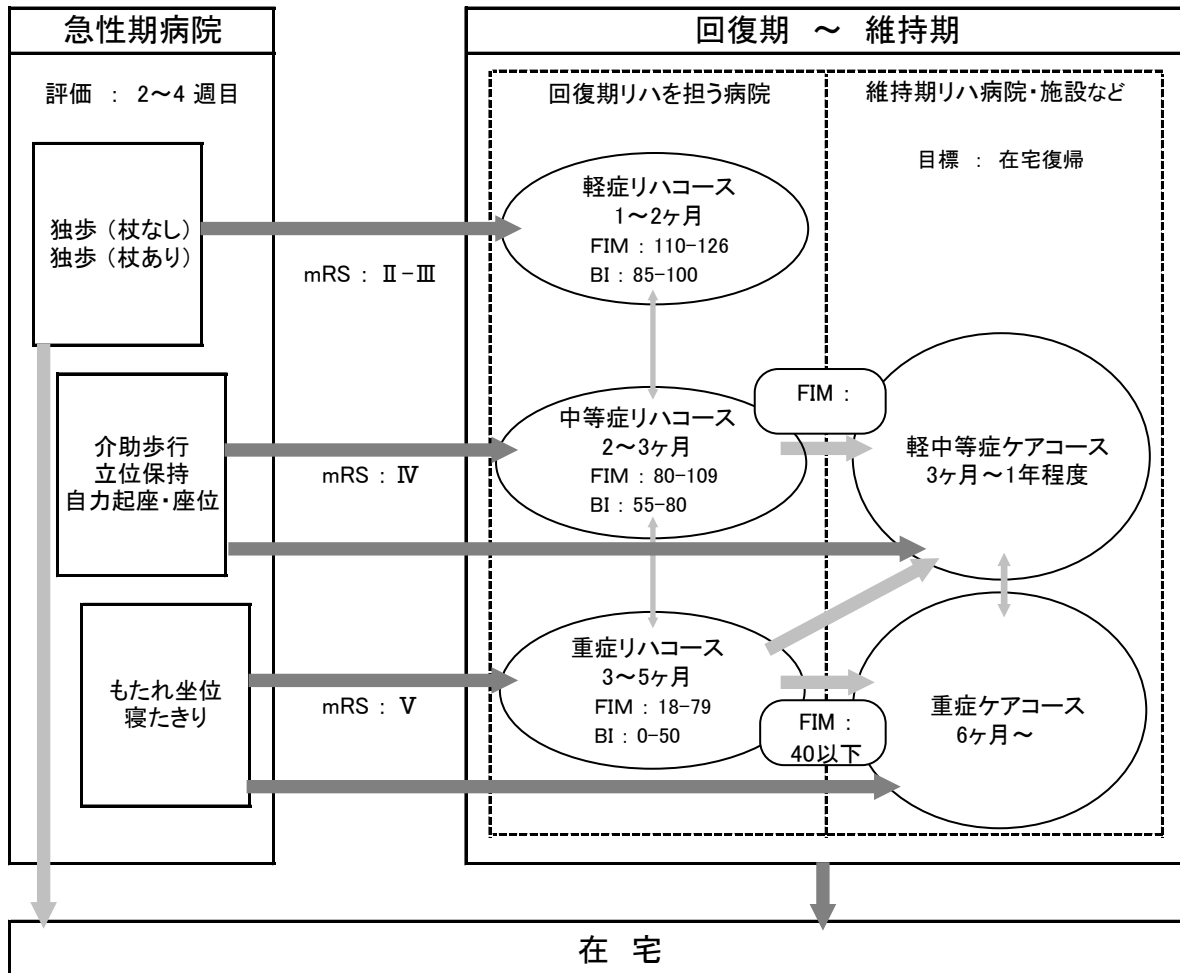 急性期病院
評価 : 2～4 週目
独歩 (杖なし)
独歩 (杖あり)
介助歩行
立位保持
自力起座・座位
もたれ坐位
寝たきり
mRS : Ⅱ-Ⅲ
mRS : Ⅳ
mRS : Ⅴ
回復期 ～ 維持期
回復期リハを担う病院
軽症リハコース
1～2ヶ月
FIM : 110-126
BI : 85-100
中等症リハコース
2～3ヶ月
FIM : 80-109
BI : 55-80
重症リハコース
3～5ヶ月
FIM : 18-79
BI : 0-50
維持期リハ病院・施設など
目標 : 在宅復帰
FIM :
軽中等症ケアコース
3ヶ月～1年程度
FIM :
40以下
重症ケアコース
6ヶ月～
在 宅